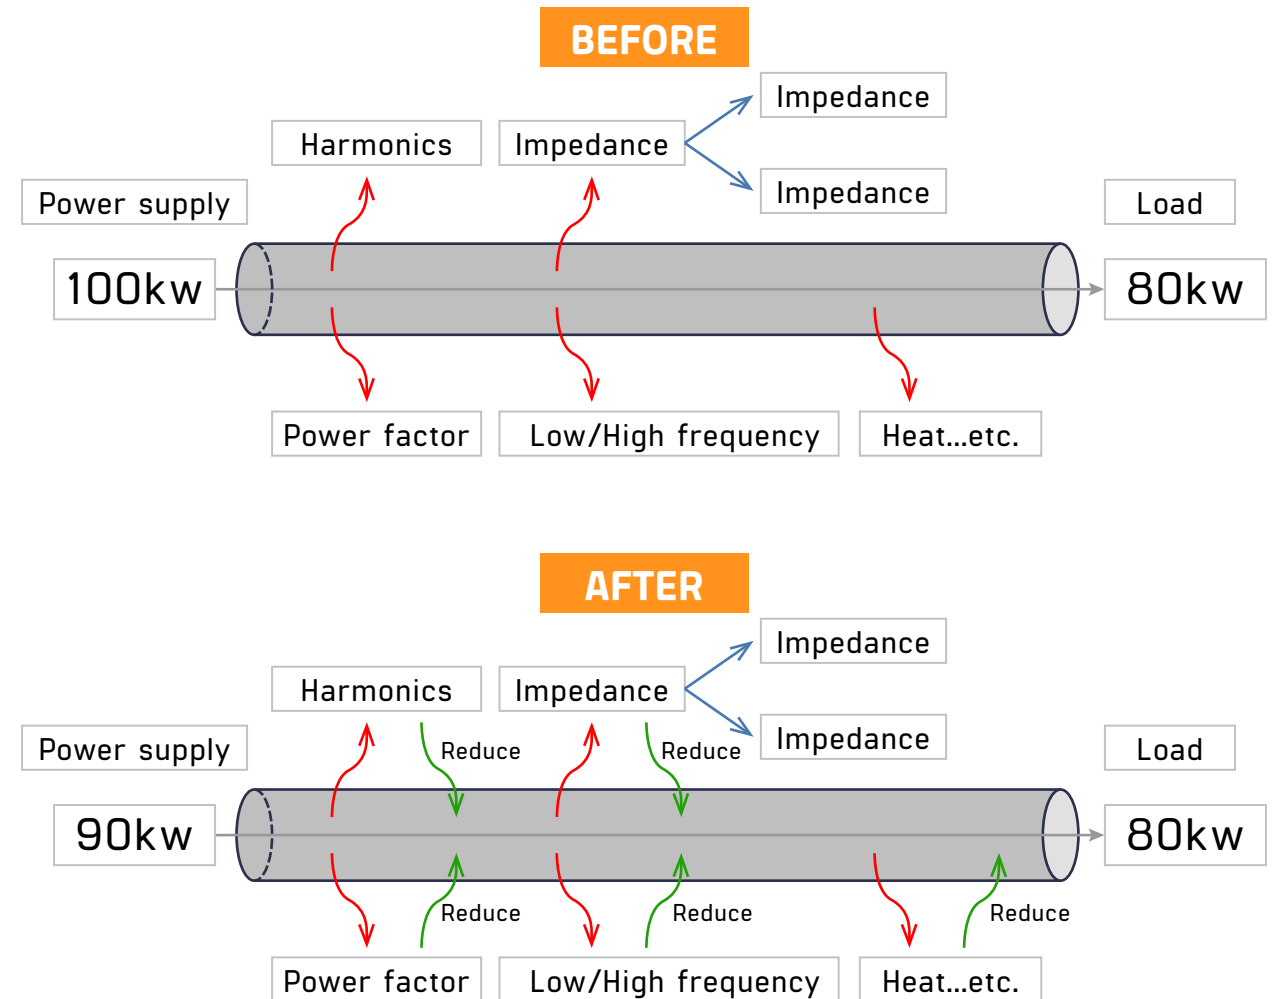 BEFORE
Impedance
Harmonics
Impedance
Impedance
Power supply
Load
100kw
80kw
Power factor
Low/High frequency
Heat...etc.
AFTER
Impedance
Harmonics
Impedance
Impedance
Power supply
Reduce
Reduce
Load
90kw
80kw
Reduce
Reduce
Reduce
Power factor
Low/High frequency
Heat...etc.